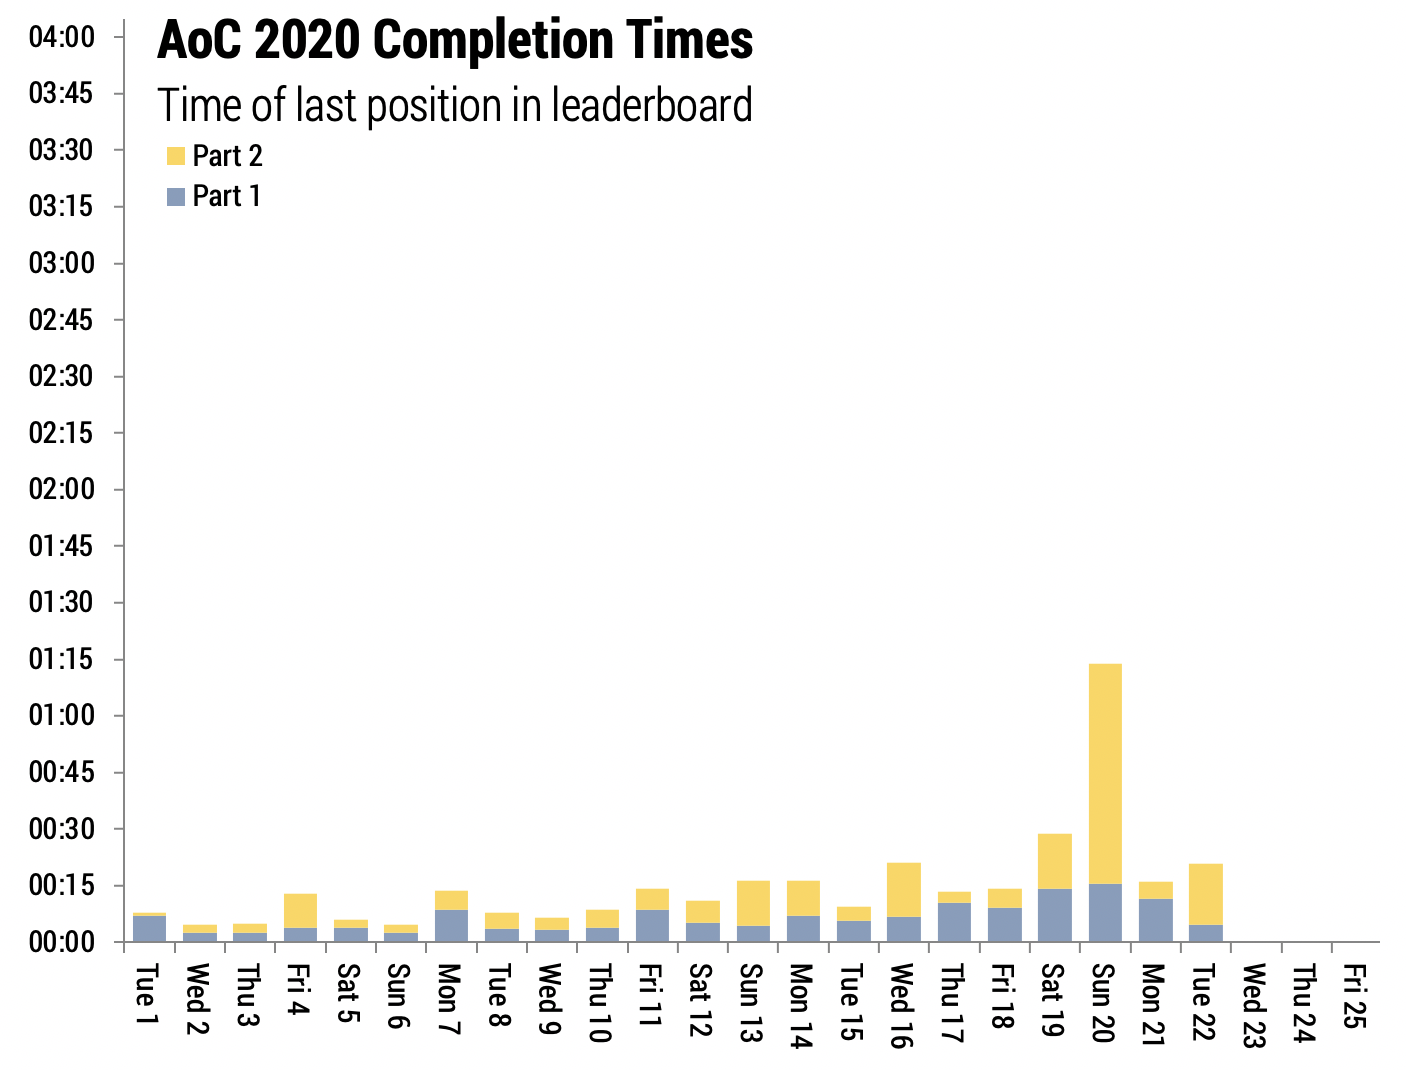 AoC 2020 Completion Times
Time of last position in leaderboard
Part 2
Part 1
04:00
03:45
03:30
03:15
03:00
02:45
02:30
02:15
02:00
01:45
01:30
01:15
01:00
00:45
00:30
00:15
00:00
Tue 1
Wed 2
Thu 3
Fri 4
Sat 5
Sun 6
Mon 7
Tue 8
Wed 9
Thu 10
Fri 11
Sat 12
Sun 13
Mon 14
Tue 15
Wed 16
Thu 17
Fri 18
Sat 19
Sun 20
Mon 21
Tue 22
Wed 23
Thu 24
Fri 25